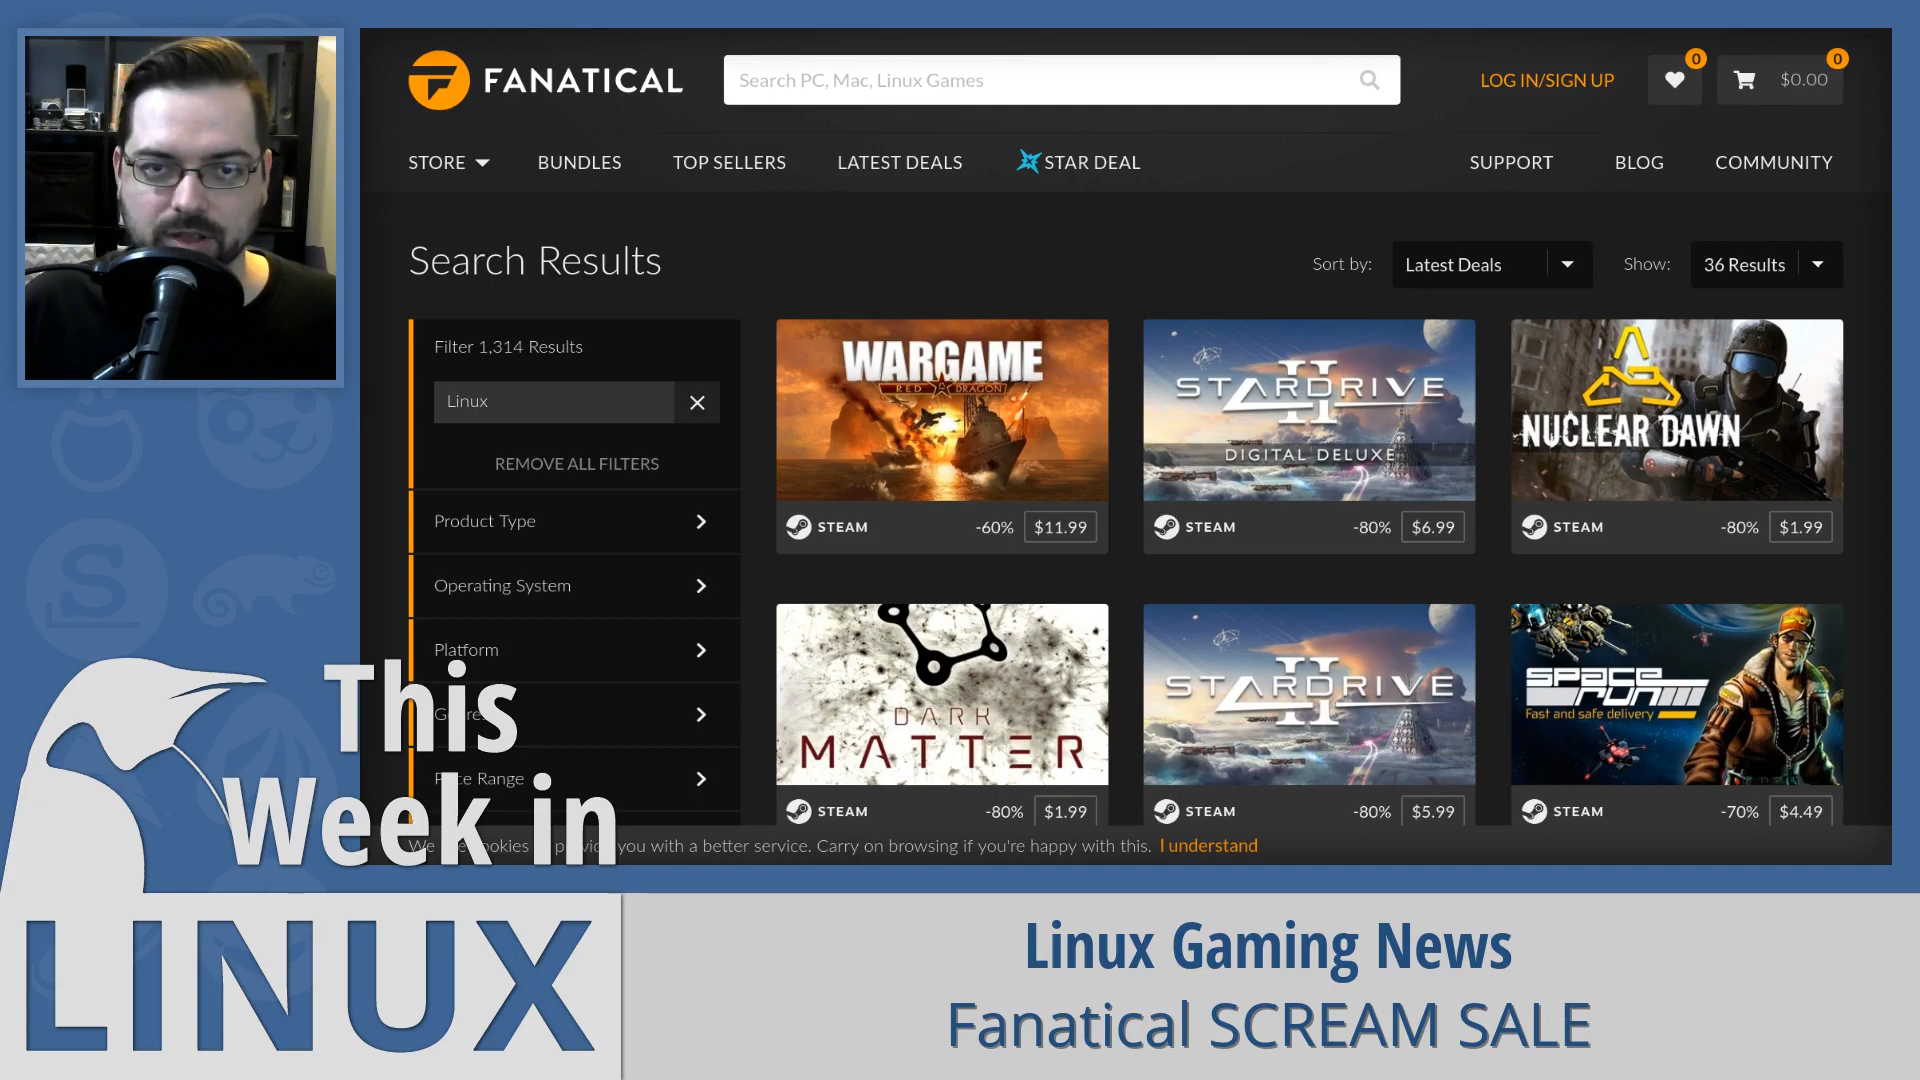 FANATICAL
Search PC, Mac, Linux Games
LOG IN/SIGN UP
0
0
$0.00
STORE
BUNDLES
TOP SELLERS
LATEST DEALS
STAR DEAL
SUPPORT
BLOG
COMMUNITY
Search Results
Sort by:
Latest Deals
Show:
36 Results
Filter 1,314 Results
Linux
REMOVE ALL FILTERS
Product Type
Operating System
Platform
Price Range
WARGAME
RED DRAGON
STEAM
-60%
$11.99
II
STARDRIVE
DIGITAL DELUXE
STEAM
-80%
$6.99
NUCLEAR DAWN
STEAM
-80%
$1.99
DARK
MATTER
STEAM
-80%
$1.99
II
STARDRIVE
STEAM
-80%
$5.99
SPACE
RUN
Fast and safe delivery
STEAM
-70%
$4.49
you with a better service. Carry on browsing if you're happy with this. I understand
This
Week in
LINUX
Linux Gaming News
Fanatical SCREAM SALE